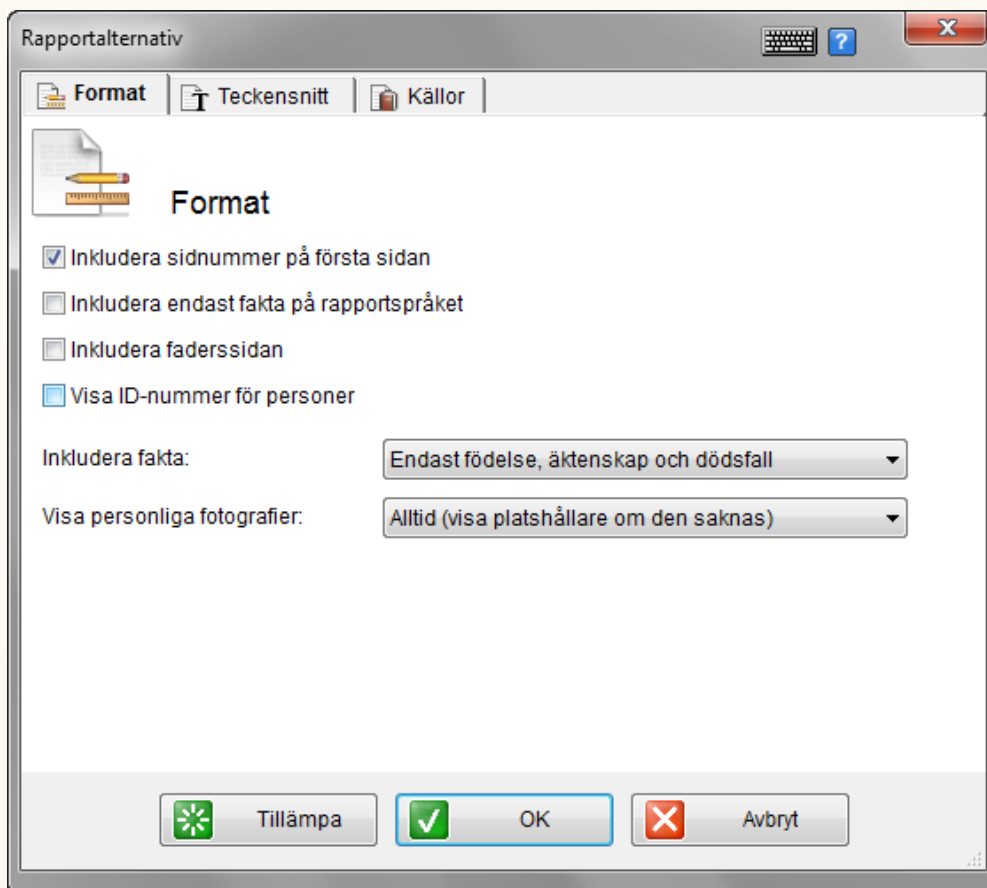 Rapportalternativ
?
Format
Teckensnitt
Källor
Format
Inkludera sidnummer på första sidan
Inkludera endast fakta på rapportspråket
Inkludera faderssidan
Visa ID-nummer för personer
Inkludera fakta: Endast födelse, äktenskap och dödsfall
Visa personliga fotografier: Alltid (visa platshållare om den saknas)
Tillämpa OK Avbryt